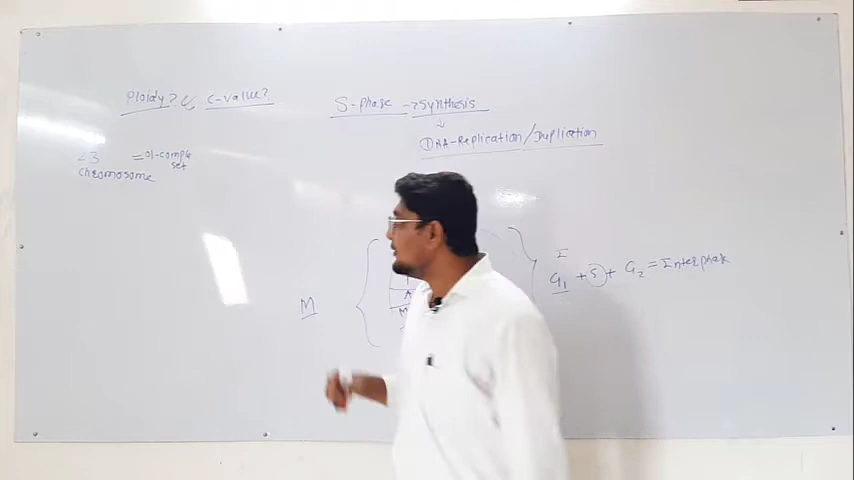 Ploidy? C-value?
S-phase → Synthesis
DNA-Replication/Duplication
23 = 01-comple
set
chromosome
M
A
M
I
G1 + S + G2 = Interphase